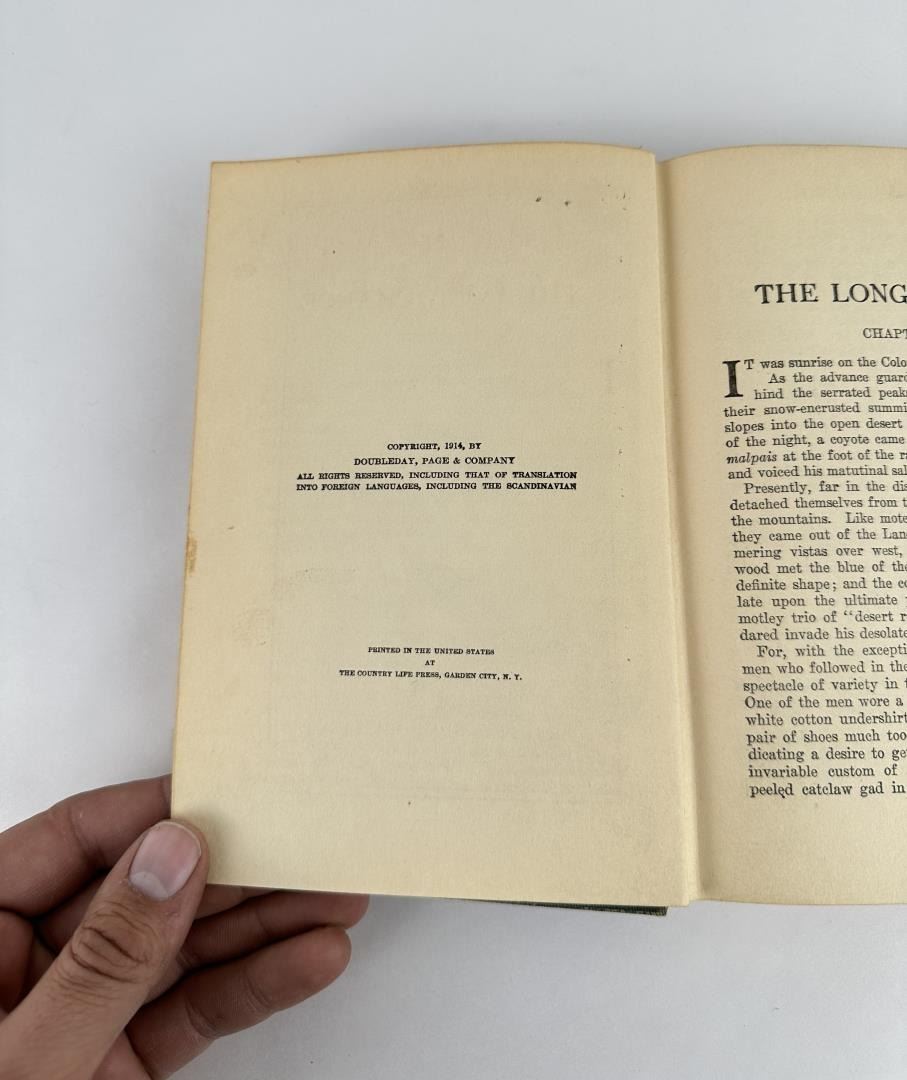 COPYRIGHT, 1914, BY
DOUBLEDAY, PAGE & COMPANY
ALL RIGHTS RESERVED, INCLUDING THAT OF TRANSLATION
INTO FOREIGN LANGUAGES, INCLUDING THE SCANDINAVIAN
PRINTED IN THE UNITED STATES
AT
THE COUNTRY LIFE PRESS, GARDEN CITY, N. Y.
THE LONG
CHAPT
IT was sunrise on the Colo
As the advance guar
hind the serrated peak
their snow-encrusted summi
slopes into the open desert
of the night, a coyote came
malpais at the foot of the ra
and voiced his matutinal sal
Presently, far in the dis
detached themselves from t
the mountains. Like mote
they came out of the Lan
mering vistas over west,
wood met the blue of the
definite shape; and the co
late upon the ultimate
motley trio of "desert r
dared invade his desolate
For, with the excepti
men who followed in the
spectacle of variety in t
One of the men wore a
white cotton undershirt
pair of shoes much too
dicating a desire to ge
invariable custom of
peeled catclaw gad in